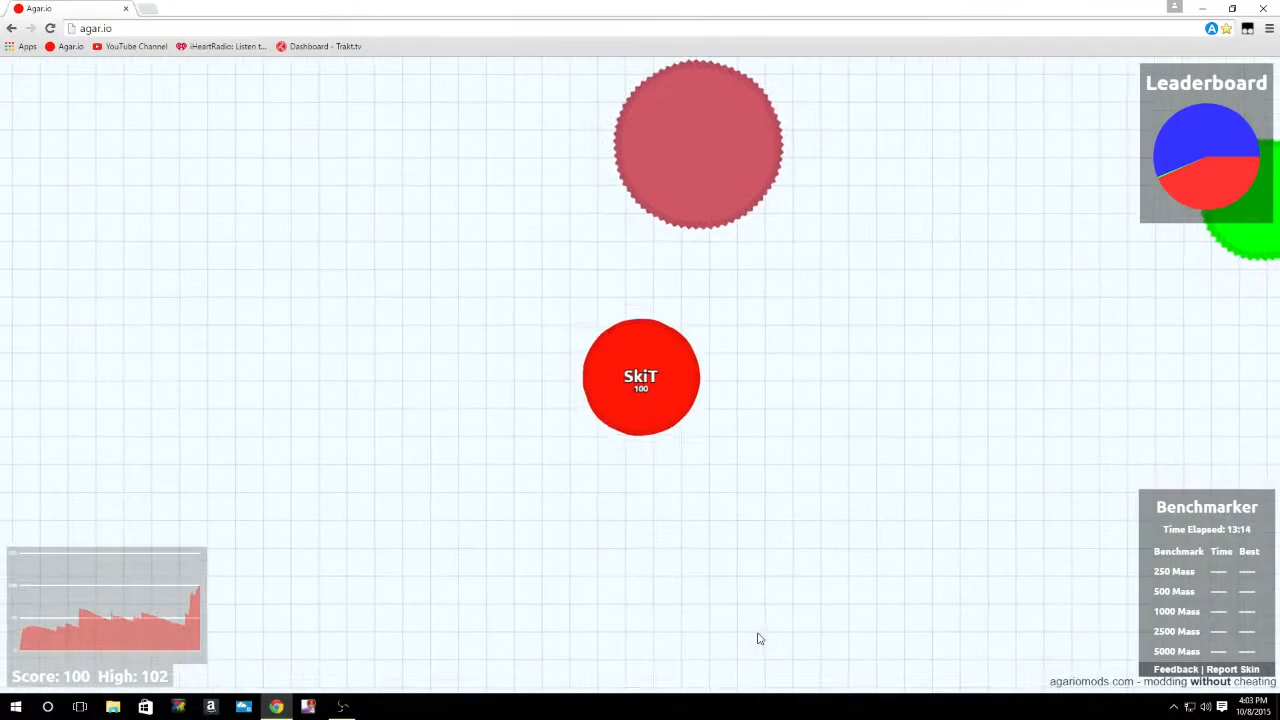 Agar.io
agar.io
Apps
Agar.io
YouTube Channel
iHeartRadio: Listen t...
Dashboard - Trakt.tv
Leaderboard
SkiT
100
Benchmarker
Time Elapsed: 13:14
Benchmark Time Best
250 Mass
500 Mass
1000 Mass
2500 Mass
5000 Mass
Feedback | Report Skin
Score: 100 High: 102
agariomods.com - modding without cheating
4:03 PM
10/8/2015